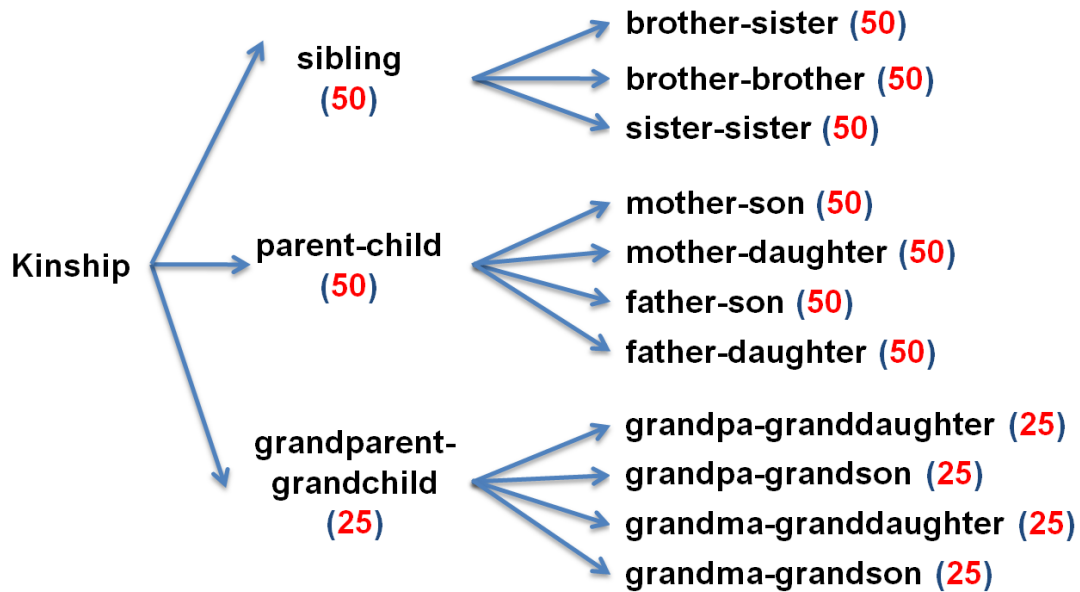 Kinship
sibling
(50)
brother-sister (50)
brother-brother (50)
sister-sister (50)
parent-child
(50)
mother-son (50)
mother-daughter (50)
father-son (50)
father-daughter (50)
grandparent-
grandchild
(25)
grandpa-granddaughter (25)
grandpa-grandson (25)
grandma-granddaughter (25)
grandma-grandson (25)